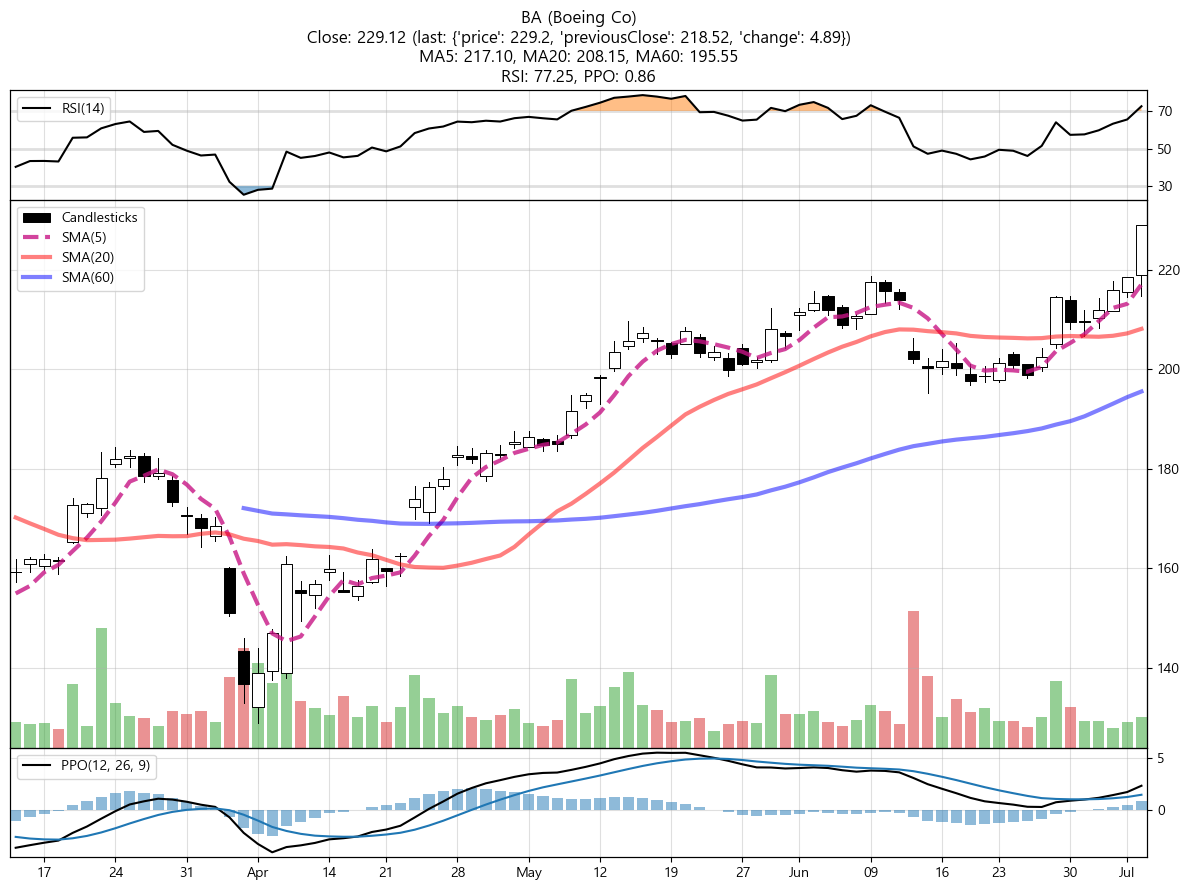 BA (Boeing Co)
Close: 229.12 (last: {'price': 229.2, 'previousClose': 218.52, 'change': 4.89})
MA5: 217.10, MA20: 208.15, MA60: 195.55
RSI: 77.25, PPO: 0.86
RSI(14)
70
50
30
Candlesticks
SMA(5)
SMA(20)
SMA(60)
220
200
180
160
140
PPO(12, 26, 9)
5
0
17 24 31 Apr 14 21 28 May 12 19 27 Jun 09 16 23 30 Jul